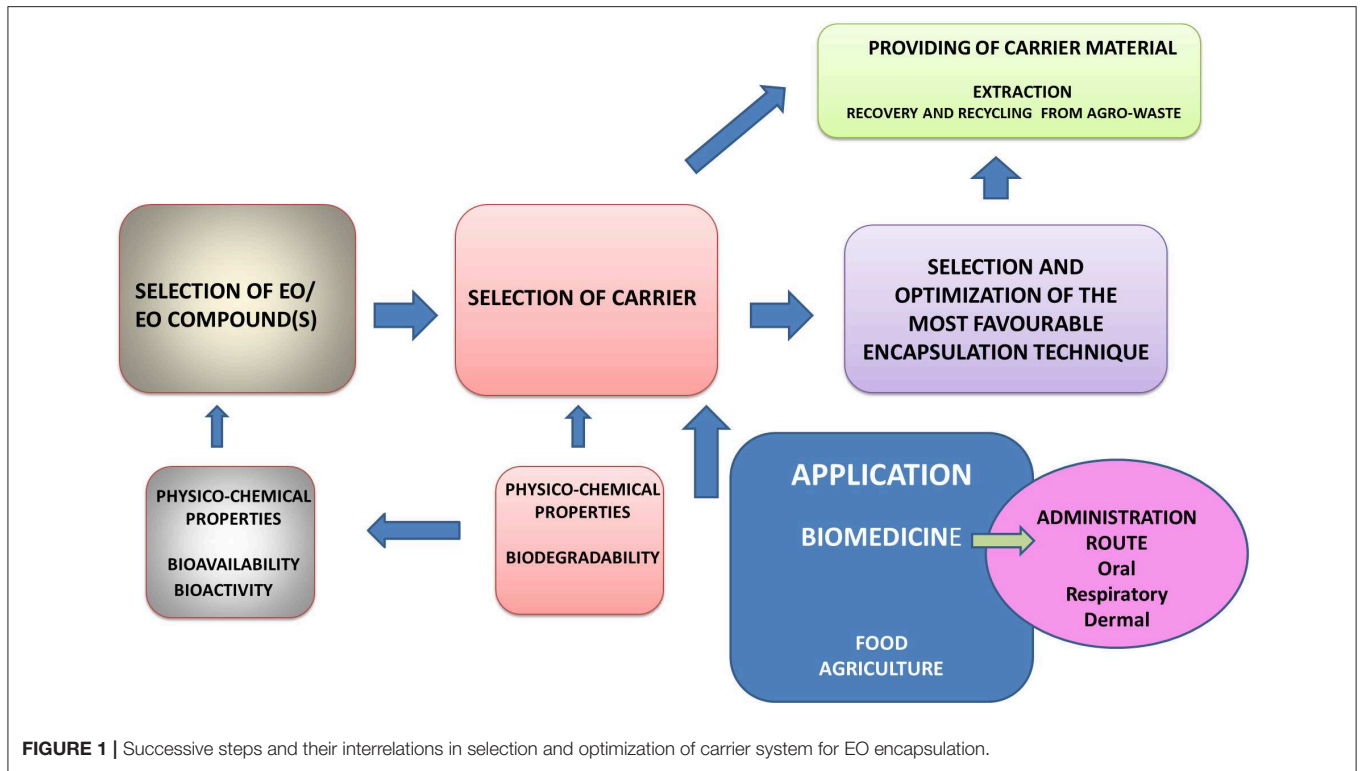 PROVIDING OF CARRIER MATERIAL
EXTRACTION
RECOVERY AND RECYCLING FROM AGRO-WASTE
SELECTION OF EO/
EO COMPOUND(S)
SELECTION OF CARRIER
SELECTION AND
OPTIMIZATION OF THE
MOST FAVOURABLE
ENCAPSULATION TECHNIQUE
PHYSICO-CHEMICAL
PROPERTIES
BIOAVAILABILITY
BIOACTIVITY
PHYSICO-CHEMICAL
PROPERTIES
BIODEGRADABILITY
APPLICATION
BIOMEDICINE
FOOD
AGRICULTURE
ADMINISTRATION
ROUTE
Oral
Respiratory
Dermal
FIGURE 1 | Successive steps and their interrelations in selection and optimization of carrier system for EO encapsulation.